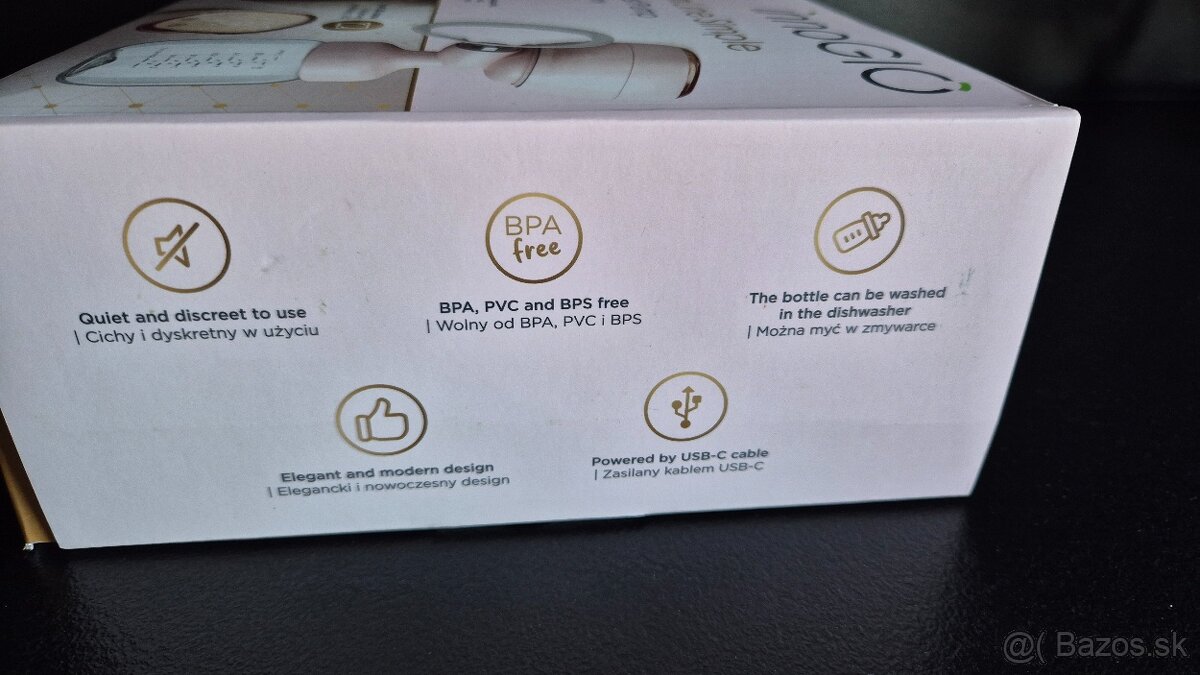 innoGIO
Quiet and discreet to use
| Cichy i dyskretny w użyciu
BPA
free
BPA, PVC and BPS free
| Wolny od BPA, PVC i BPS
The bottle can be washed
in the dishwasher
| Można myć w zmywarce
Elegant and modern design
| Elegancki i nowoczesny design
Powered by USB-C cable
| Zasilany kablem USB-C
@( Bazos.sk